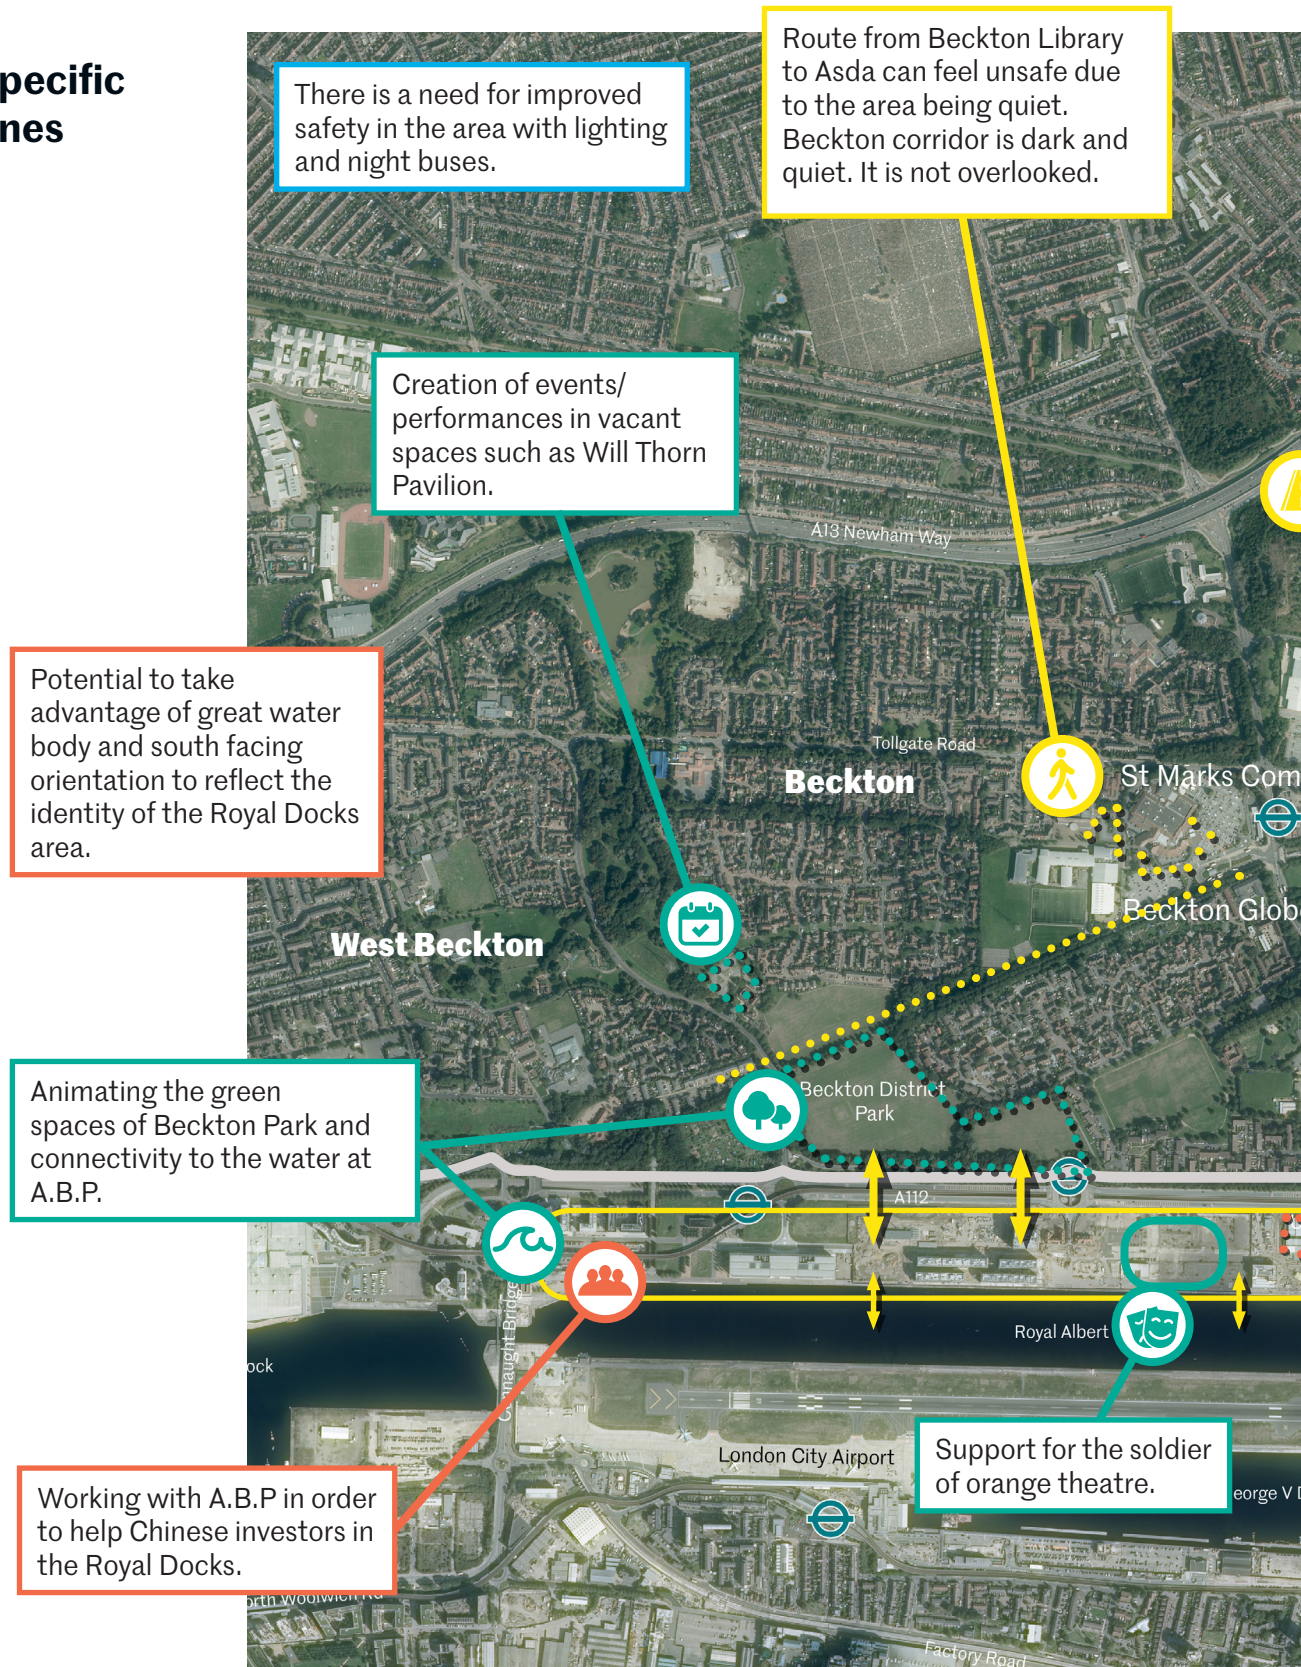 pecific
nes
There is a need for improved
safety in the area with lighting
and night buses.
Route from Beckton Library
to Asda can feel unsafe due
to the area being quiet.
Beckton corridor is dark and
quiet. It is not overlooked.
Creation of events/
performances in vacant
spaces such as Will Thorn
Pavilion.
A13 Newham Way
Potential to take
advantage of great water
body and south facing
orientation to reflect the
identity of the Royal Docks
area.
Tollgate Road
Beckton
St Marks Com
Beckton Glob
West Beckton
Animating the green
spaces of Beckton Park and
connectivity to the water at
A.B.P.
Beckton District
Park
A112
Connaught Bridge
Royal Albert
ock
London City Airport
Support for the soldier
of orange theatre.
eorge V D
Working with A.B.P in order
to help Chinese investors in
the Royal Docks.
orth Woolwich Rd
Factory Road